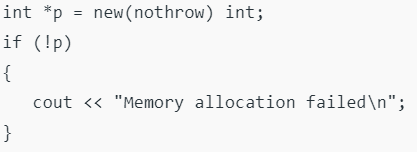 int *p = new(nothrow) int;
if (!p)
{
   cout << "Memory allocation failed\n";
}